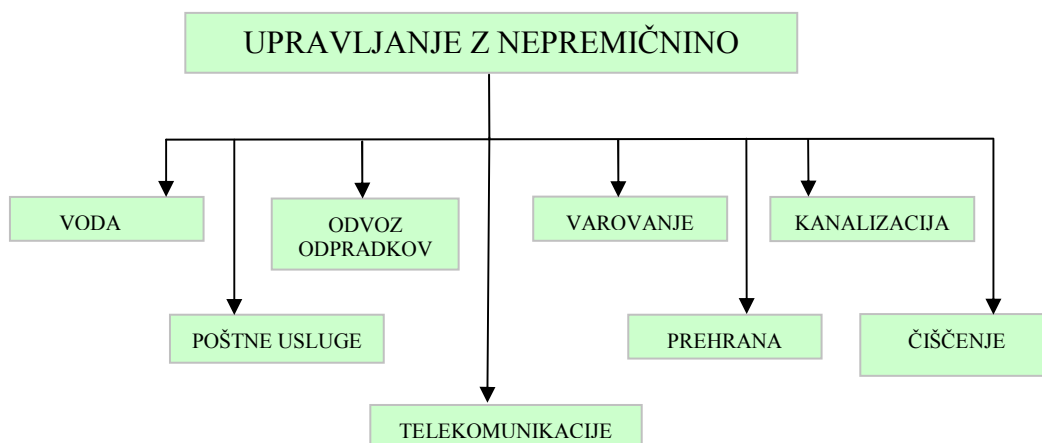 UPRAVLJANJE Z NEPREMIČNINO
VODA
ODVOZ
ODPRADKOV
VAROVANJE
KANALIZACIJA
POŠTNE USLUGE
PREHRANA
ČIŠČENJE
TELEKOMUNIKACIJE